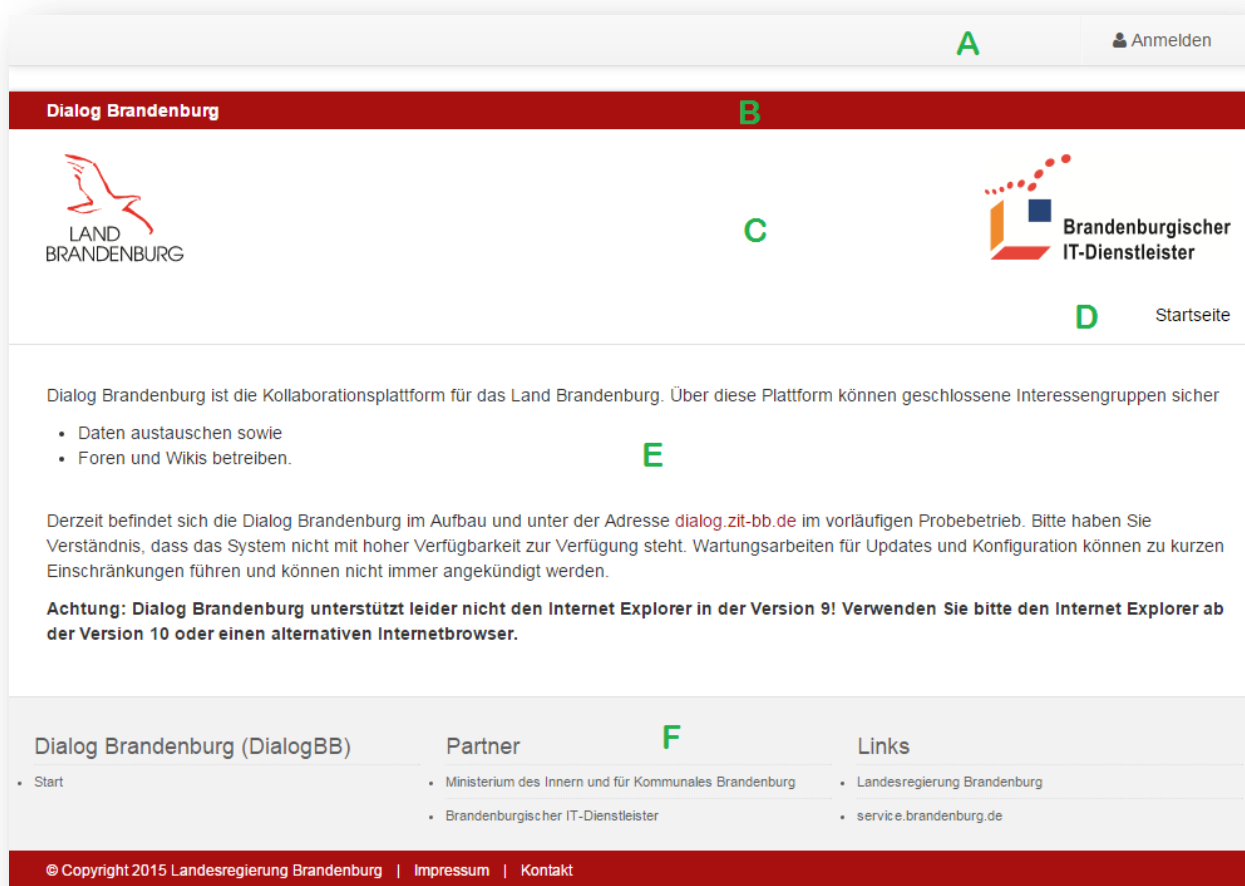 A
Anmelden
Dialog Brandenburg
B
LAND
BRANDENBURG
C
Brandenburgischer
IT-Dienstleister
D
Startseite
Dialog Brandenburg ist die Kollaborationsplattform für das Land Brandenburg. Über diese Plattform können geschlossene Interessengruppen sicher
• Daten austauschen sowie
• Foren und Wikis betreiben.
E
Derzeit befindet sich die Dialog Brandenburg im Aufbau und unter der Adresse dialog.zit-bb.de im vorläufigen Probebetrieb. Bitte haben Sie
Verständnis, dass das System nicht mit hoher Verfügbarkeit zur Verfügung steht. Wartungsarbeiten für Updates und Konfiguration können zu kurzen
Einschränkungen führen und können nicht immer angekündigt werden.
Achtung: Dialog Brandenburg unterstützt leider nicht den Internet Explorer in der Version 9! Verwenden Sie bitte den Internet Explorer ab
der Version 10 oder einen alternativen Internetbrowser.
F
Dialog Brandenburg (DialogBB)
• Start
Partner
• Ministerium des Innern und für Kommunales Brandenburg
• Brandenburgischer IT-Dienstleister
Links
• Landesregierung Brandenburg
• service.brandenburg.de
© Copyright 2015 Landesregierung Brandenburg | Impressum | Kontakt